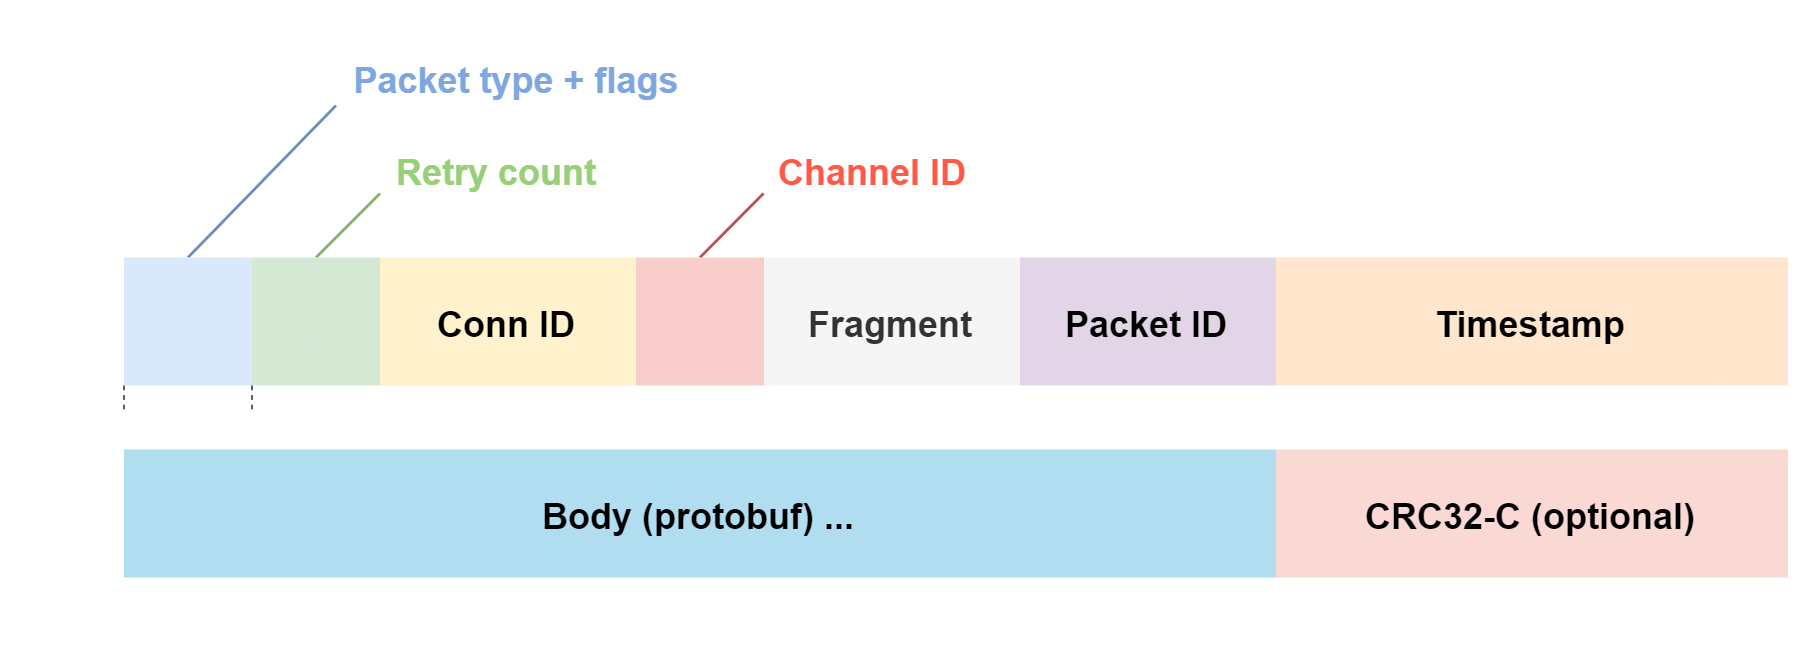 Packet type + flags
Retry count
Channel ID
Conn ID
Fragment
Packet ID
Timestamp
Body (protobuf) ...
CRC32-C (optional)